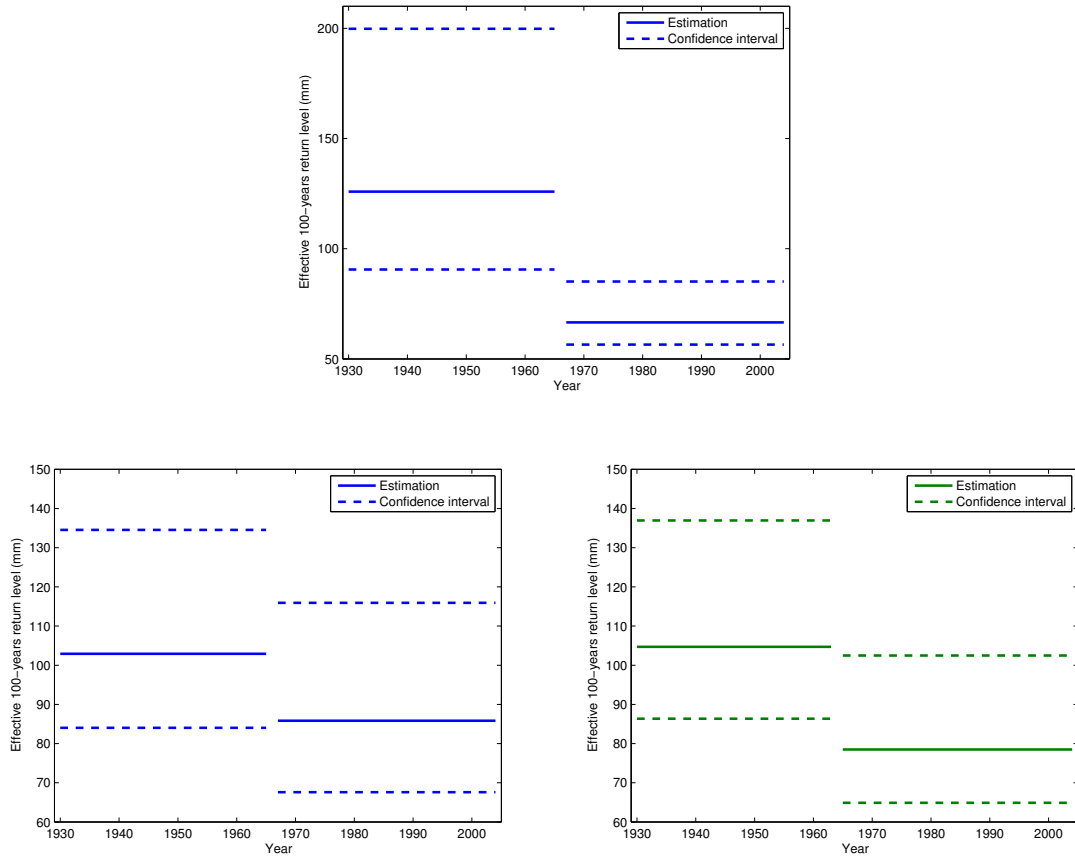 Effective 100−years return level (mm)
200
150
100
50
Estimation
Confidence interval
1930 1940 1950 1960 1970 1980 1990 2000
Year
Effective 100−years return level (mm)
150
140
130
120
110
100
90
80
70
60
Estimation
Confidence interval
1930 1940 1950 1960 1970 1980 1990 2000
Year
Effective 100−years return level (mm)
150
140
130
120
110
100
90
80
70
60
Estimation
Confidence interval
1930 1940 1950 1960 1970 1980 1990 2000
Year